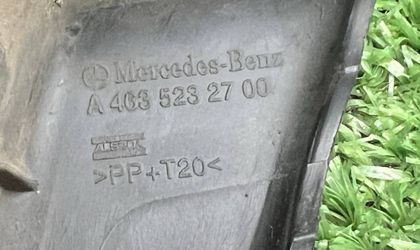 Mercedes-Benz
A 463 523 27 00
>PP+T20<